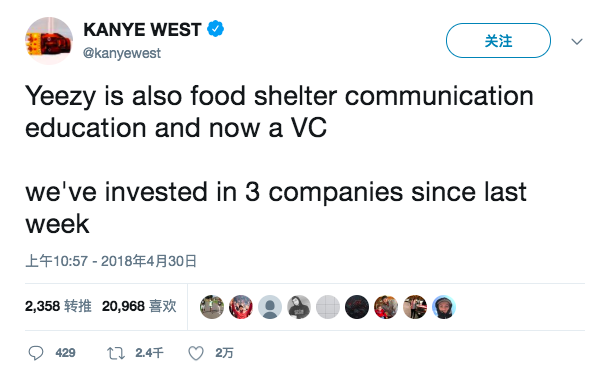 KANYE WEST
@kanyewest
关注
Yeezy is also food shelter communication
education and now a VC
we've invested in 3 companies since last
week
上午10:57 - 2018年4月30日
2,358 转推 20,968 喜欢
429 2.4千 2万